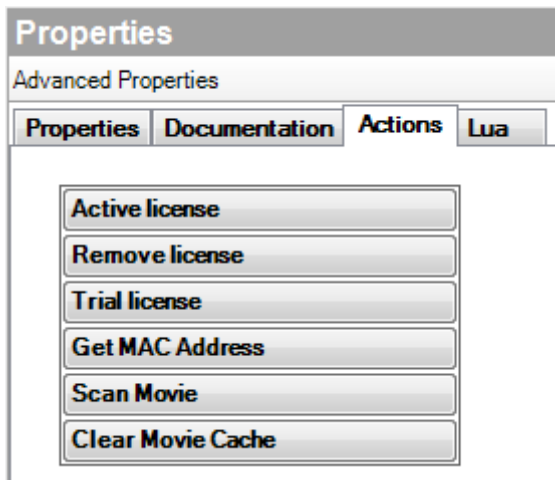 Properties
Advanced Properties
Properties Documentation Actions Lua
Active license
Remove license
Trial license
Get MAC Address
Scan Movie
Clear Movie Cache